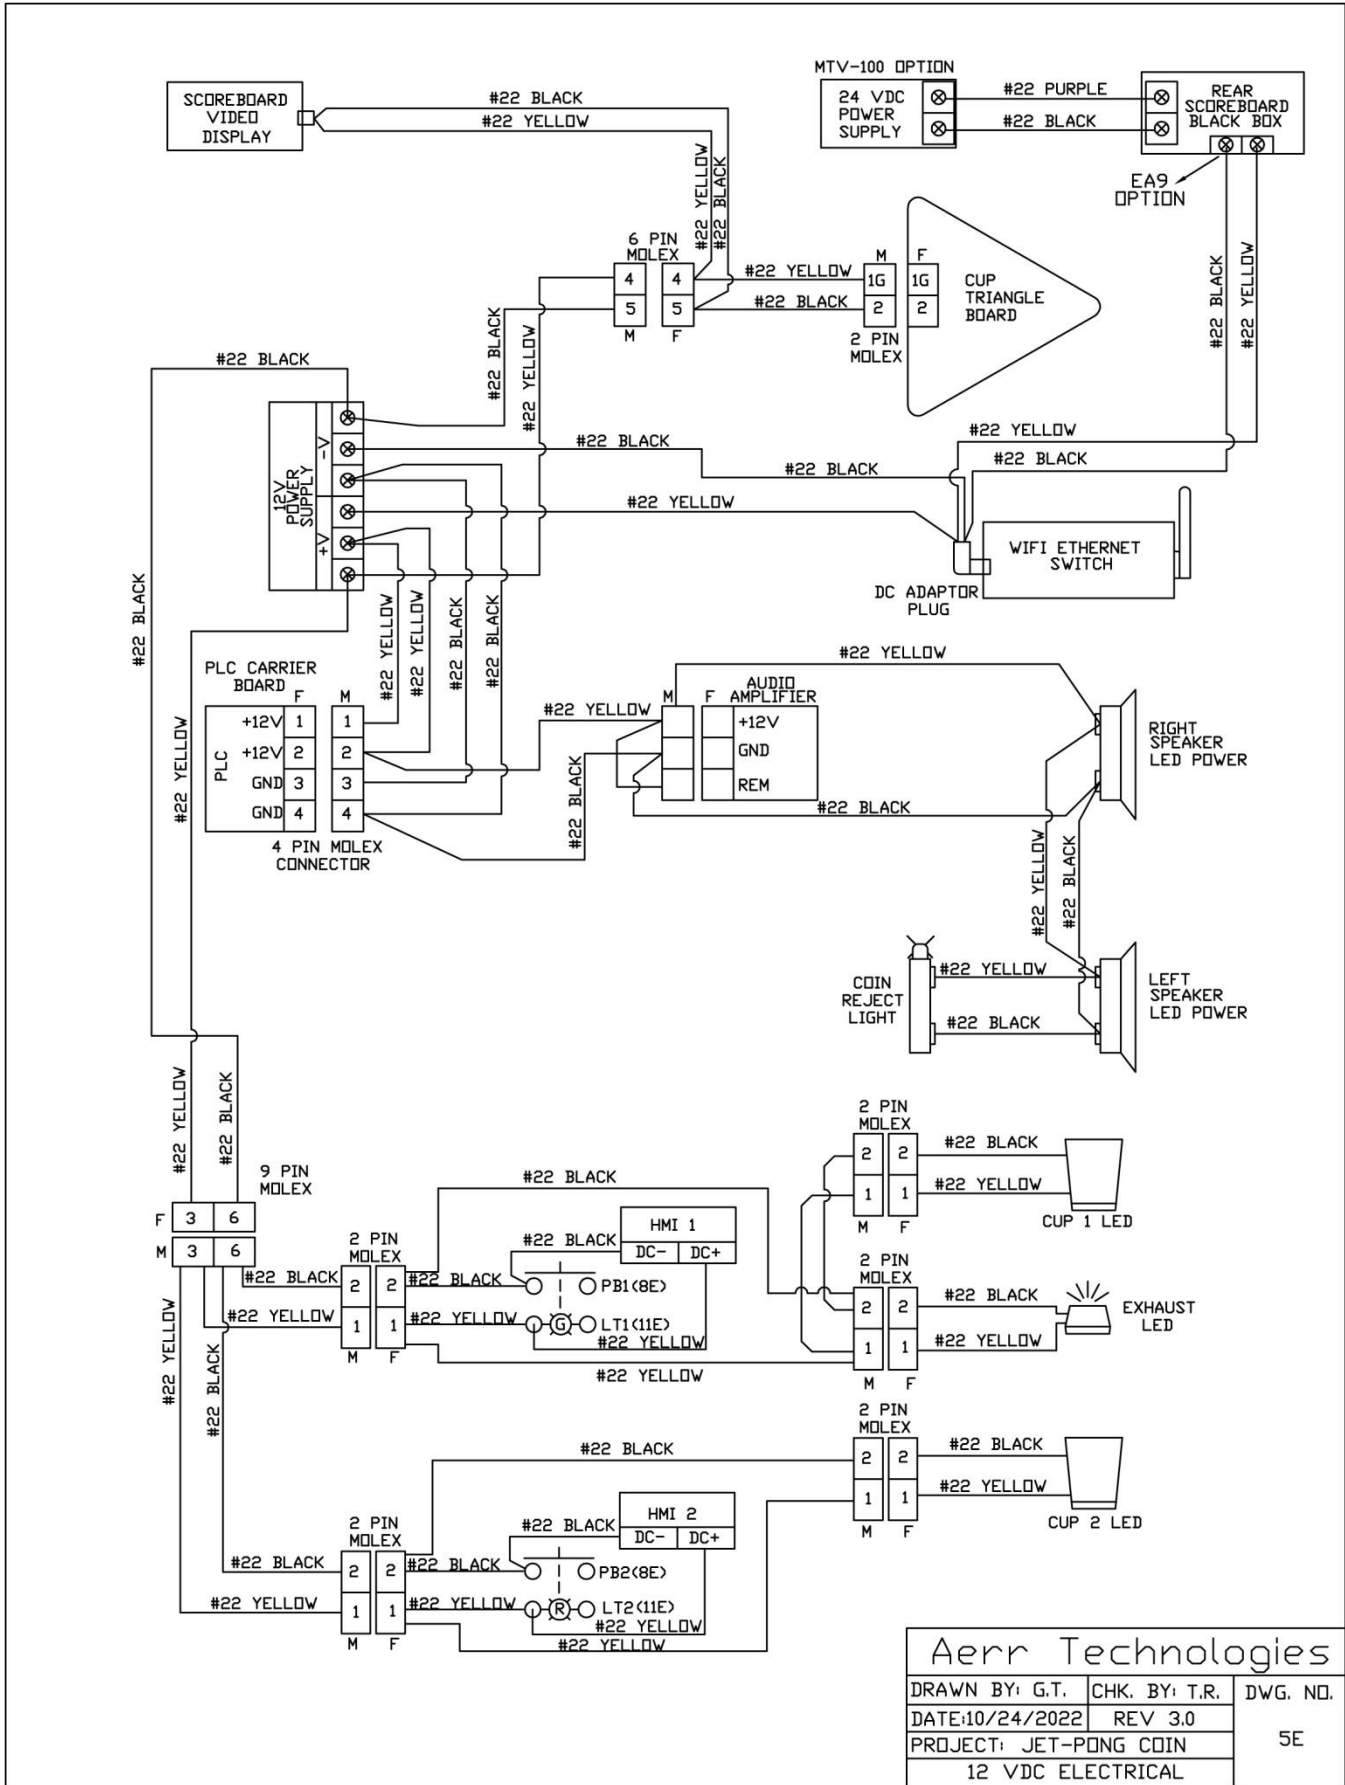 SCOREBOARD
VIDEO
DISPLAY
#22 BLACK
#22 YELLOW
MTV-100 OPTION
24 VDC
POWER
SUPPLY
#22 PURPLE
#22 BLACK
REAR
SCOREBOARD
BLACK BOX
EA9
OPTION
#22 YELLOW
#22 BLACK
6 PIN
MOLEX
4
5
M
4
5
F
#22 YELLOW
#22 BLACK
M
1G
2
F
1G
2
2 PIN
MOLEX
CUP
TRIANGLE
BOARD
#22 BLACK
#22 YELLOW
#22 BLACK
#22 BLACK
#22 YELLOW
12V
POWER
SUPPLY
-V
+V
#22 BLACK
#22 BLACK
#22 YELLOW
#22 YELLOW
#22 BLACK
WIFI ETHERNET
SWITCH
DC ADAPTOR
PLUG
#22 BLACK
#22 YELLOW
#22 YELLOW
#22 YELLOW
#22 BLACK
#22 BLACK
PLC CARRIER
BOARD
F
M
PLC
+12V 1
+12V 2
GND 3
GND 4
1
2
3
4
4 PIN MOLEX
CONNECTOR
#22 YELLOW
#22 BLACK
#22 YELLOW
M
F
AUDIO
AMPLIFIER
+12V
GND
REM
#22 BLACK
RIGHT
SPEAKER
LED POWER
#22 YELLOW
#22 BLACK
COIN
REJECT
LIGHT
#22 YELLOW
#22 BLACK
LEFT
SPEAKER
LED POWER
#22 YELLOW
#22 BLACK
9 PIN
MOLEX
F 3 6
M 3 6
#22 YELLOW
#22 BLACK
#22 BLACK
#22 YELLOW
2 PIN
MOLEX
2
1
M
2
1
F
#22 BLACK
#22 BLACK
#22 YELLOW
#22 BLACK
HMI 1
DC- DC+
PB1(8E)
G
LT1(11E)
#22 YELLOW
#22 YELLOW
2 PIN
MOLEX
2
1
M
2
1
F
#22 BLACK
#22 YELLOW
CUP 1 LED
2 PIN
MOLEX
2
1
M
2
1
F
#22 BLACK
#22 YELLOW
EXHAUST
LED
2 PIN
MOLEX
2
1
M
2
1
F
#22 BLACK
#22 YELLOW
CUP 2 LED
#22 BLACK
#22 YELLOW
2 PIN
MOLEX
2
1
M
2
1
F
#22 BLACK
#22 BLACK
#22 YELLOW
#22 BLACK
HMI 2
DC- DC+
PB2(8E)
R
LT2(11E)
#22 YELLOW
#22 YELLOW
Aerr Technologies
DRAWN BY: G.T. CHK. BY: T.R. DWG. NO.
DATE:10/24/2022 REV 3.0
5E
PROJECT: JET-PONG COIN
12 VDC ELECTRICAL